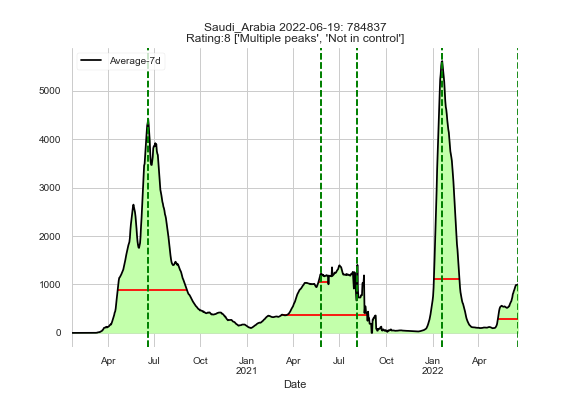 Saudi_Arabia 2022-06-19: 784837
Rating:8 ['Multiple peaks', 'Not in control']
Average-7d
5000
4000
3000
2000
1000
0
Apr Jul Oct Jan Apr Jul Oct Jan Apr
2021 2022
Date